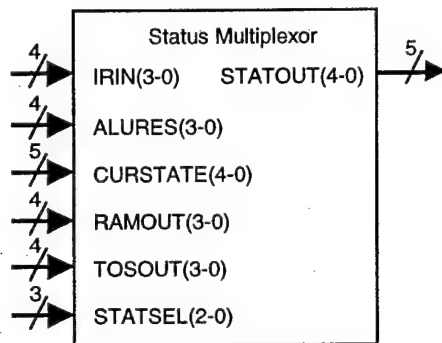 Status Multiplexor
4 IRIN(3-0) STATOUT(4-0) 5
4 ALURES(3-0)
5 CURSTATE(4-0)
4 RAMOUT(3-0)
4 TOSOUT(3-0)
3 STATSEL(2-0)